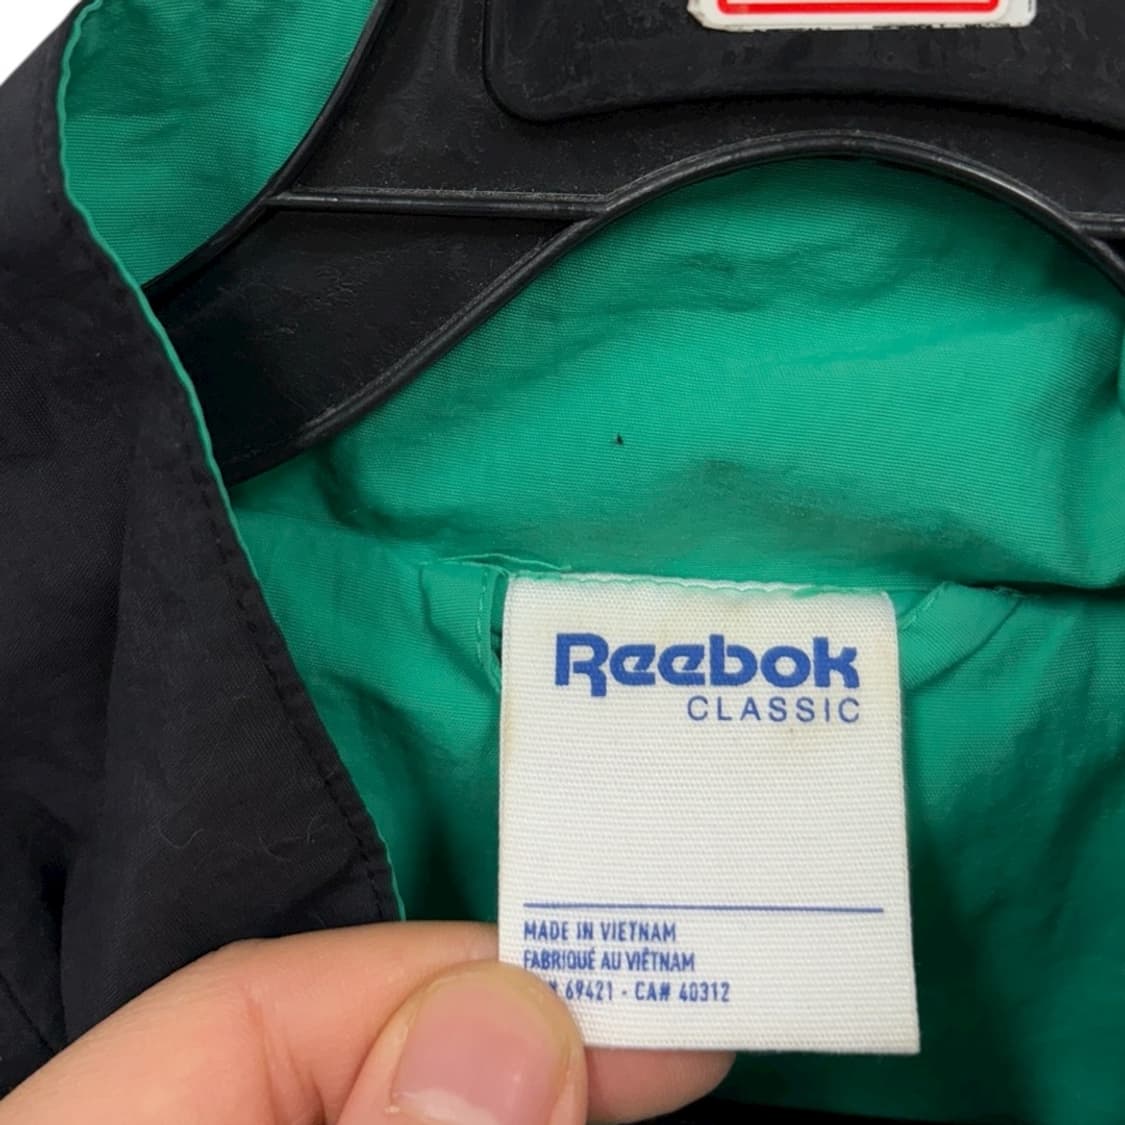 Reebok
CLASSIC
MADE IN VIETNAM
FABRIQUÉ AU VIÊTNAM
69421 - CA# 40312